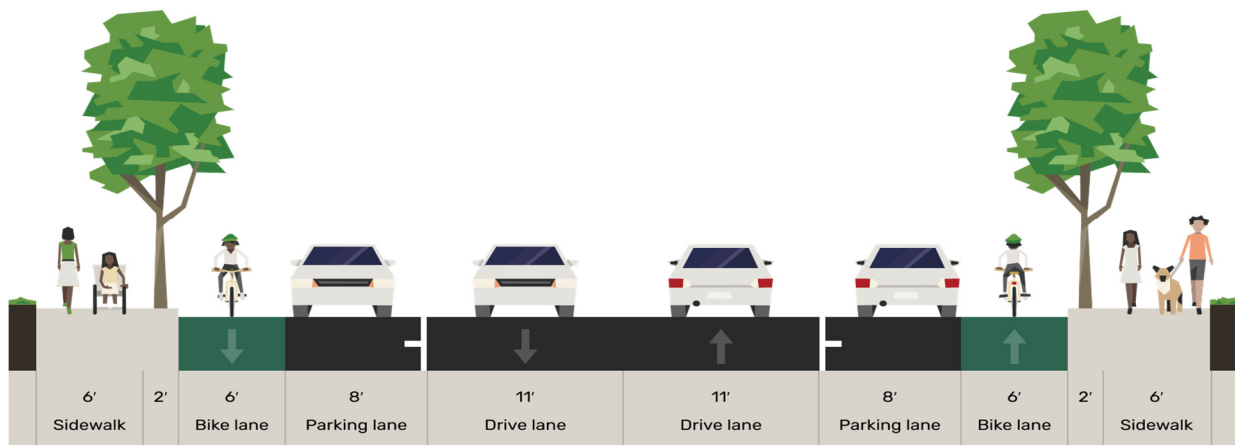 6′ 2′ 6′ 8′ 11′ 11′ 8′ 6′ 2′ 6′
Sidewalk Bike lane Parking lane Drive lane Drive lane Parking lane Bike lane Sidewalk